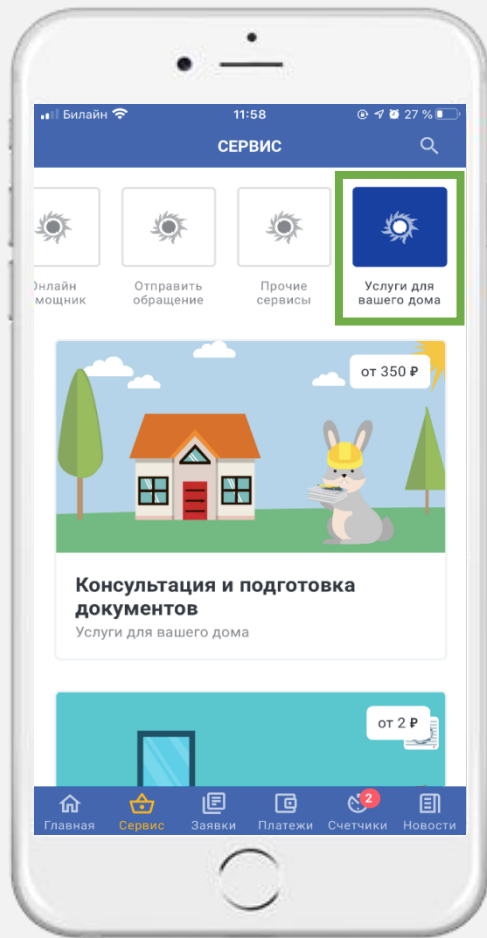 Билайн 11:58 27 %
СЕРВИС
Онлайн Отправить Прочие Услуги для
мощник обращение сервисы вашего дома
от 350 ₽
Консультация и подготовка
документов
Услуги для вашего дома
от 2 ₽
2
Главная Сервис Заявки Платежи Счетчики Новости